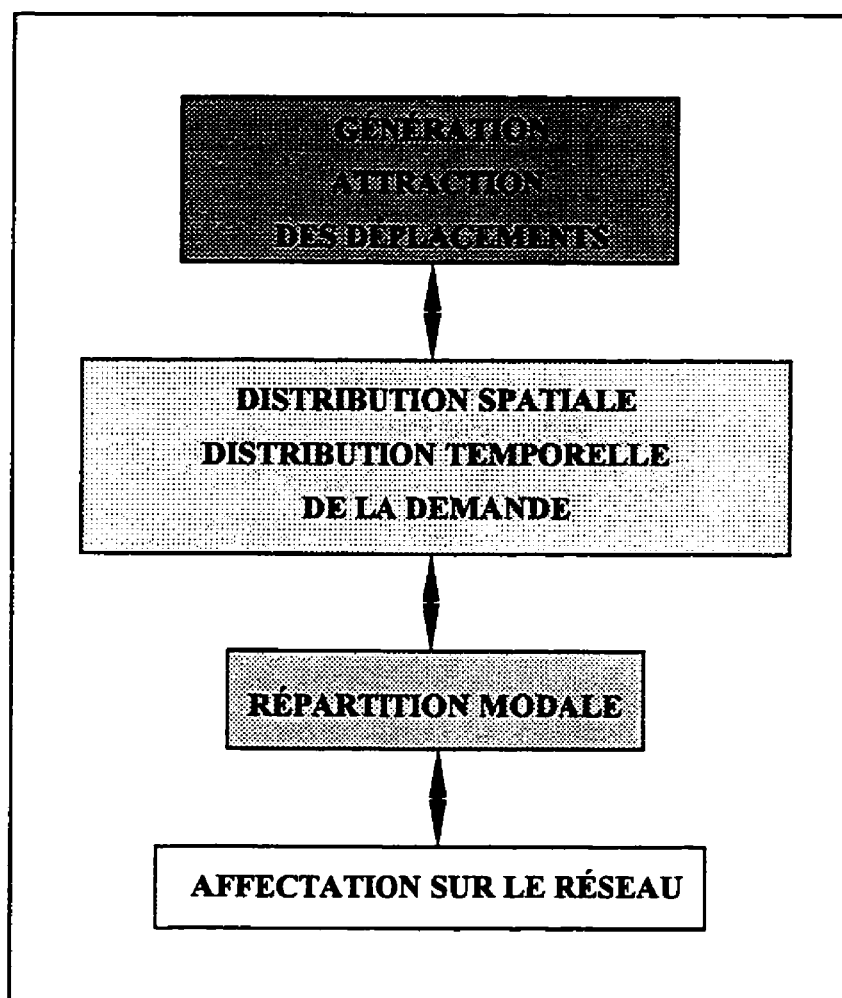 GÉNÉRATION
ATTRACTION
DES DÉPLACEMENTS
DISTRIBUTION SPATIALE
DISTRIBUTION TEMPORELLE
DE LA DEMANDE
RÉPARTITION MODALE
AFFECTATION SUR LE RÉSEAU